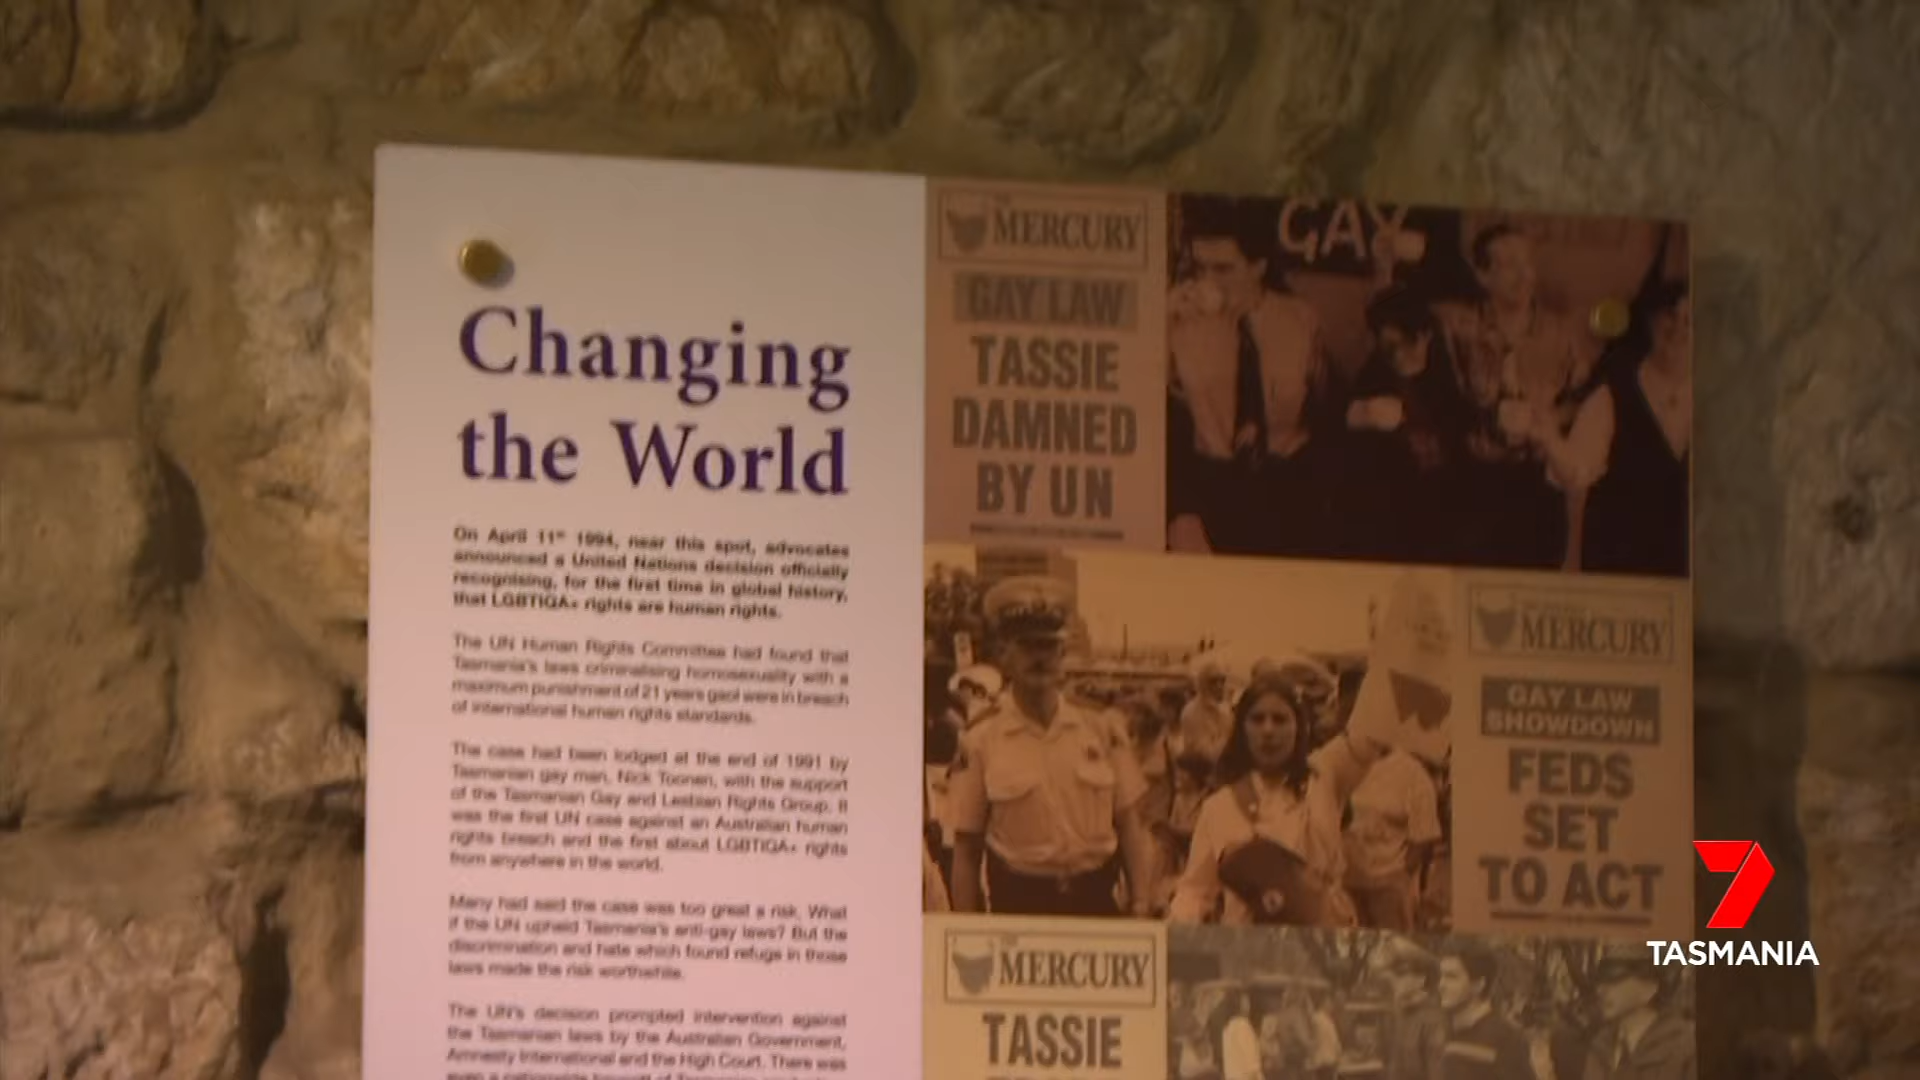 Changing
the World
On April 11th 1994, near this spot, advocates
announced a United Nations decision officially
recognising, for the first time in global history,
that LGBTIQA+ rights are human rights.
The UN Human Rights Committee had found that
Tasmania's laws criminalising homosexuality with a
maximum punishment of 21 years gaol were in breach
of international human rights standards.
The case had been lodged at the end of 1991 by
Tasmanian gay man, Nick Toonen, with the support
of the Tasmanian Gay and Lesbian Rights Group. It
was the first UN case against an Australian human
rights breach and the first about LGBTIQA+ rights
from anywhere in the world.
Many had said the case was too great a risk. What
if the UN upheld Tasmania's anti-gay laws? But the
discrimination and hate which found refuge in those
laws made the risk worthwhile.
The UN's decision prompted intervention against
the Tasmanian laws by the Australian Government,
Amnesty International and the High Court. There was
MERCURY
GAY LAW
TASSIE
DAMNED
BY UN
GAY
MERCURY
GAY LAW
SHOWDOWN
FEDS
SET
TO ACT
MERCURY
TASSIE
7
TASMANIA